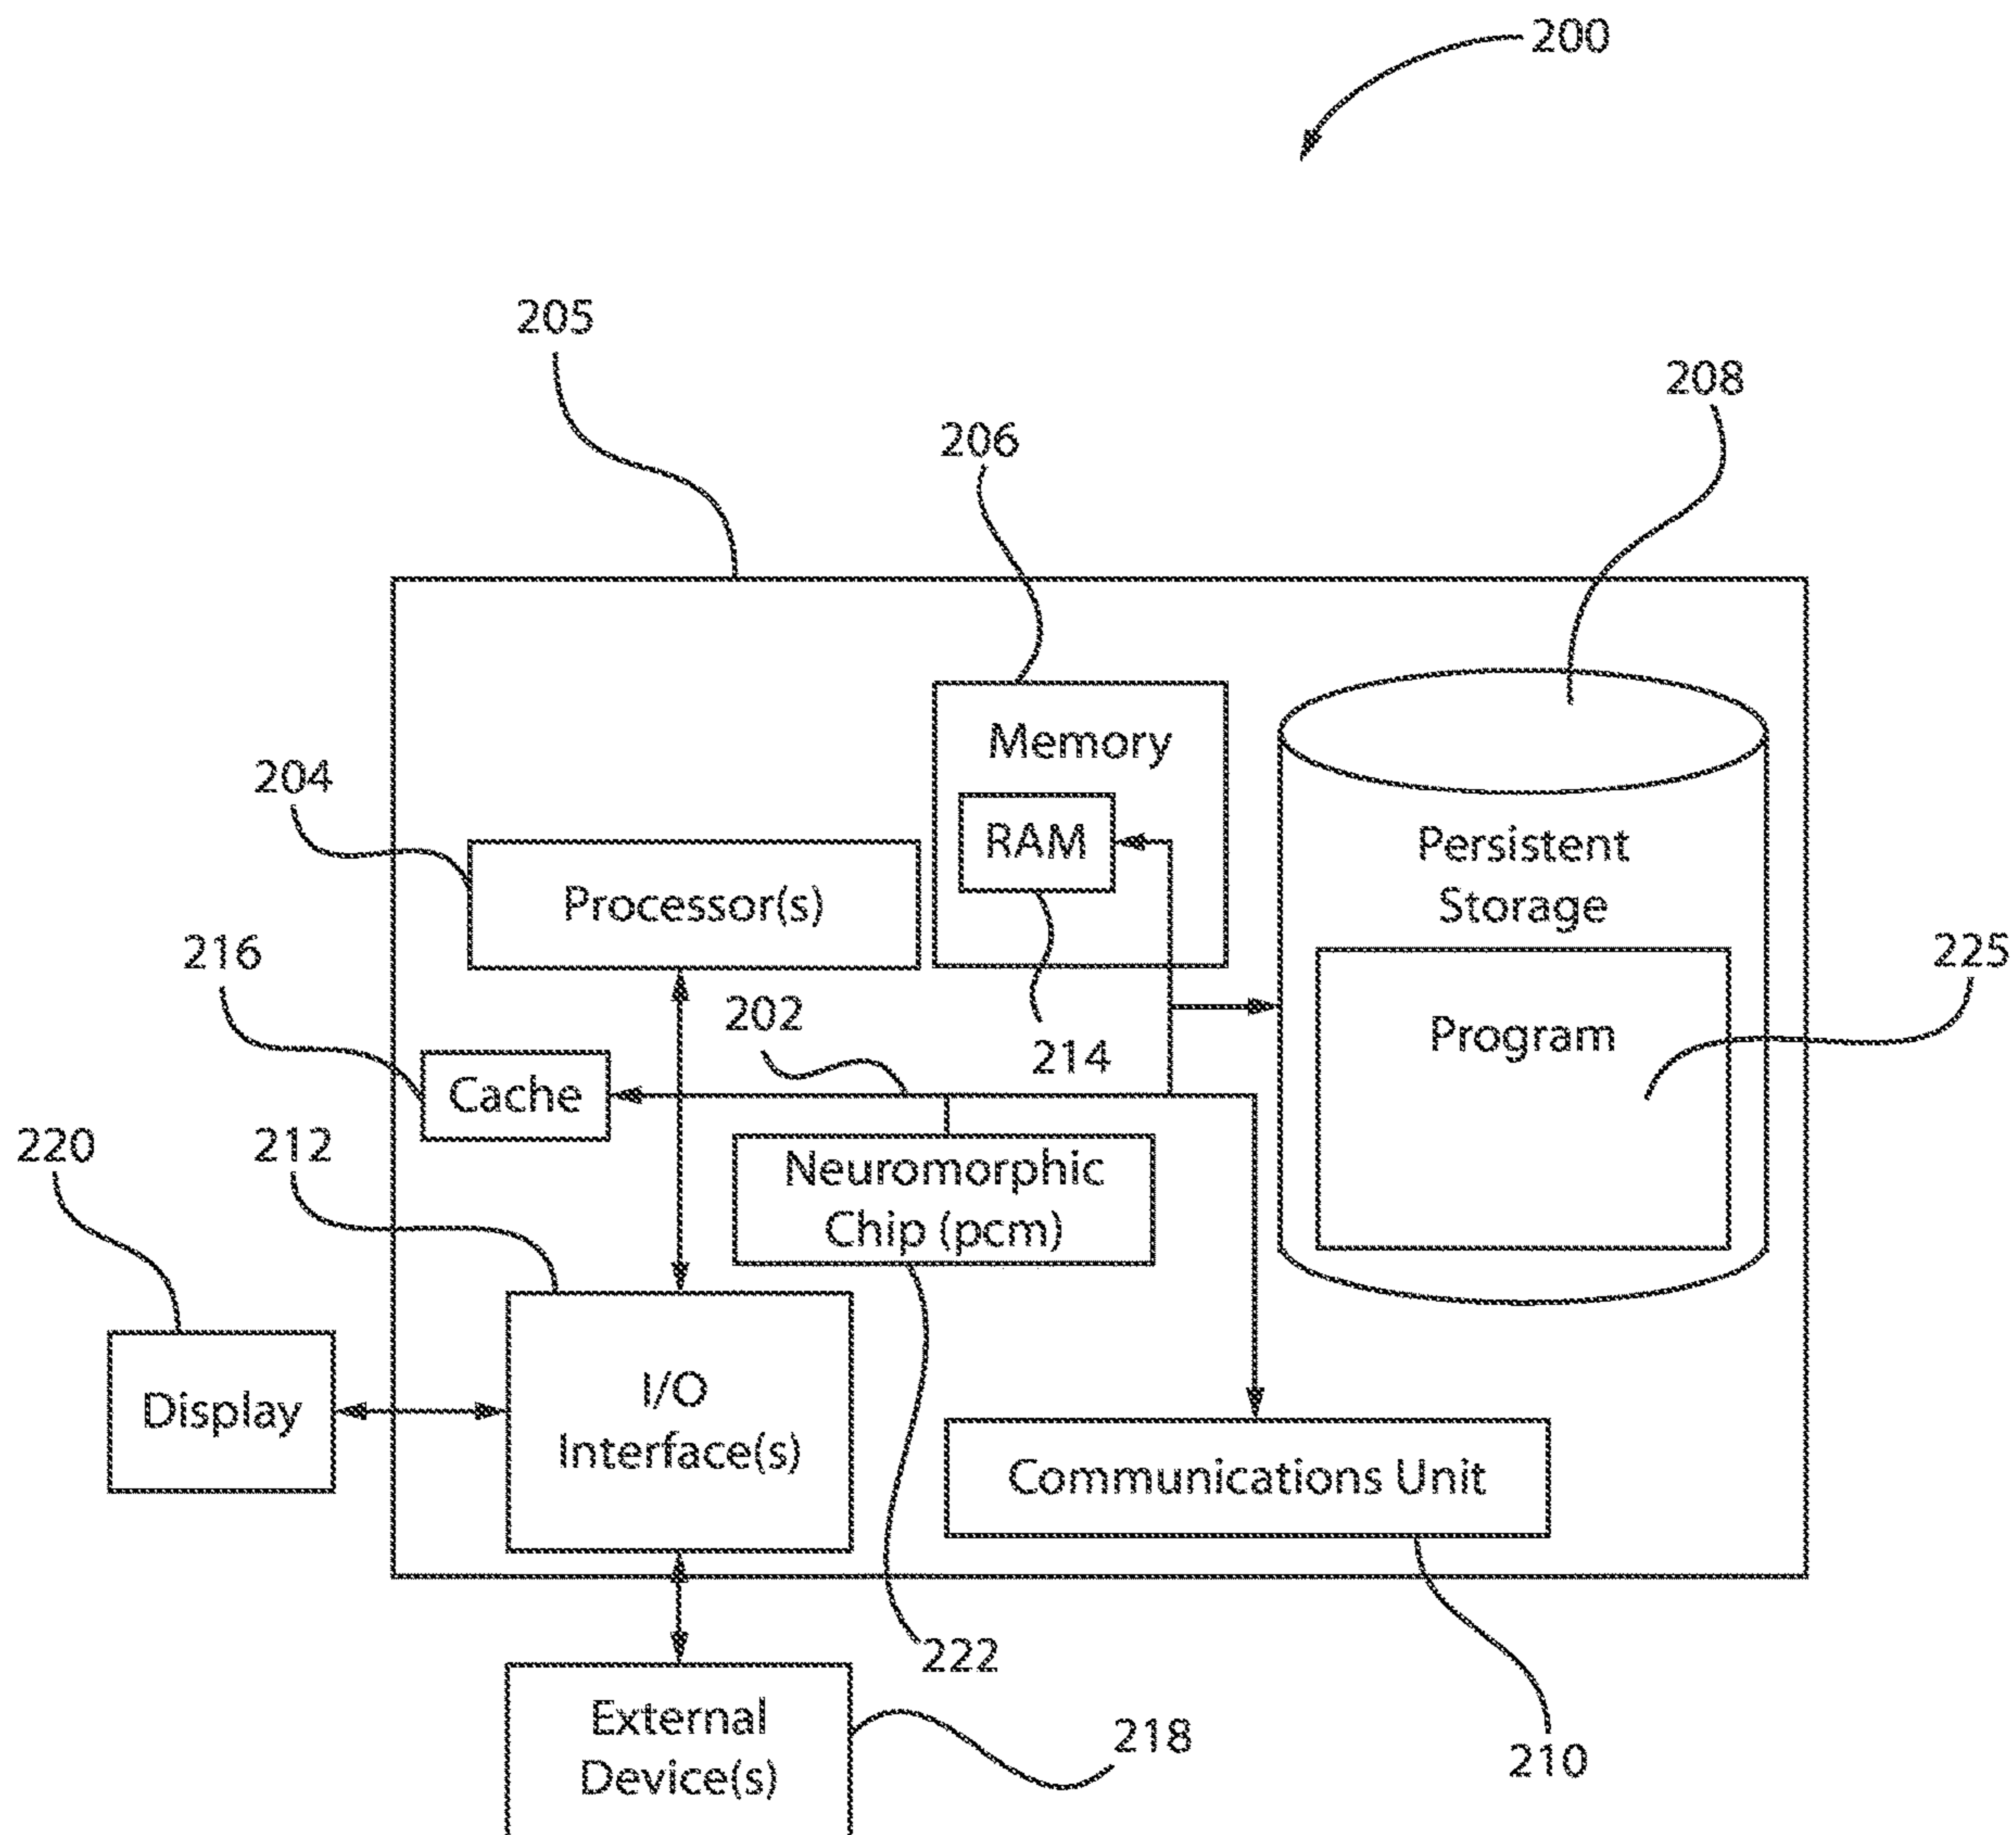 200
205
208
206
Memory
204
RAM
Persistent
Storage
Processor(s)
216
225
202
Program
214
Cache
220
212
Neuromorphic
Chip (pcm)
I/O
Interface(s)
Display
Communications Unit
222
External
Device(s)
218
210